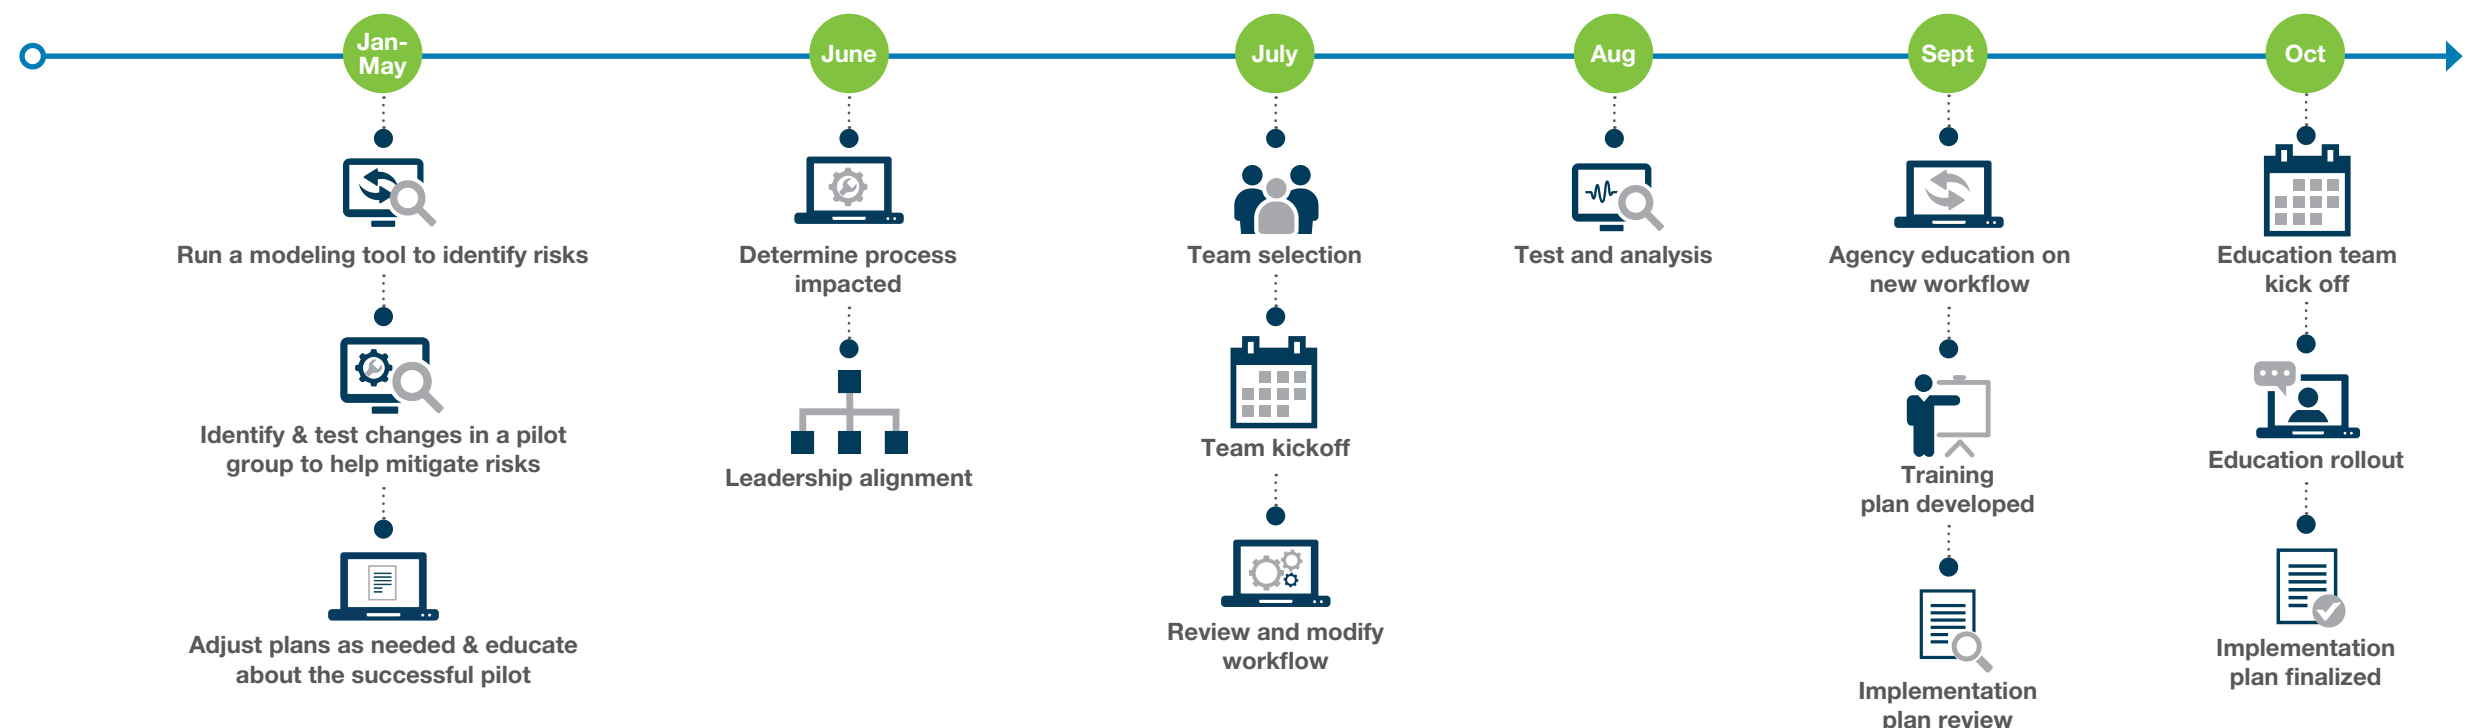 Jan-
May
June
July
Aug
Sept
Oct
Run a modeling tool to identify risks
Identify & test changes in a pilot
group to help mitigate risks
Adjust plans as needed & educate
about the successful pilot
Determine process
impacted
Leadership alignment
Team selection
Team kickoff
Review and modify
workflow
Test and analysis
Agency education on
new workflow
Training
plan developed
Implementation
plan review
Education team
kick off
Education rollout
Implementation
plan finalized